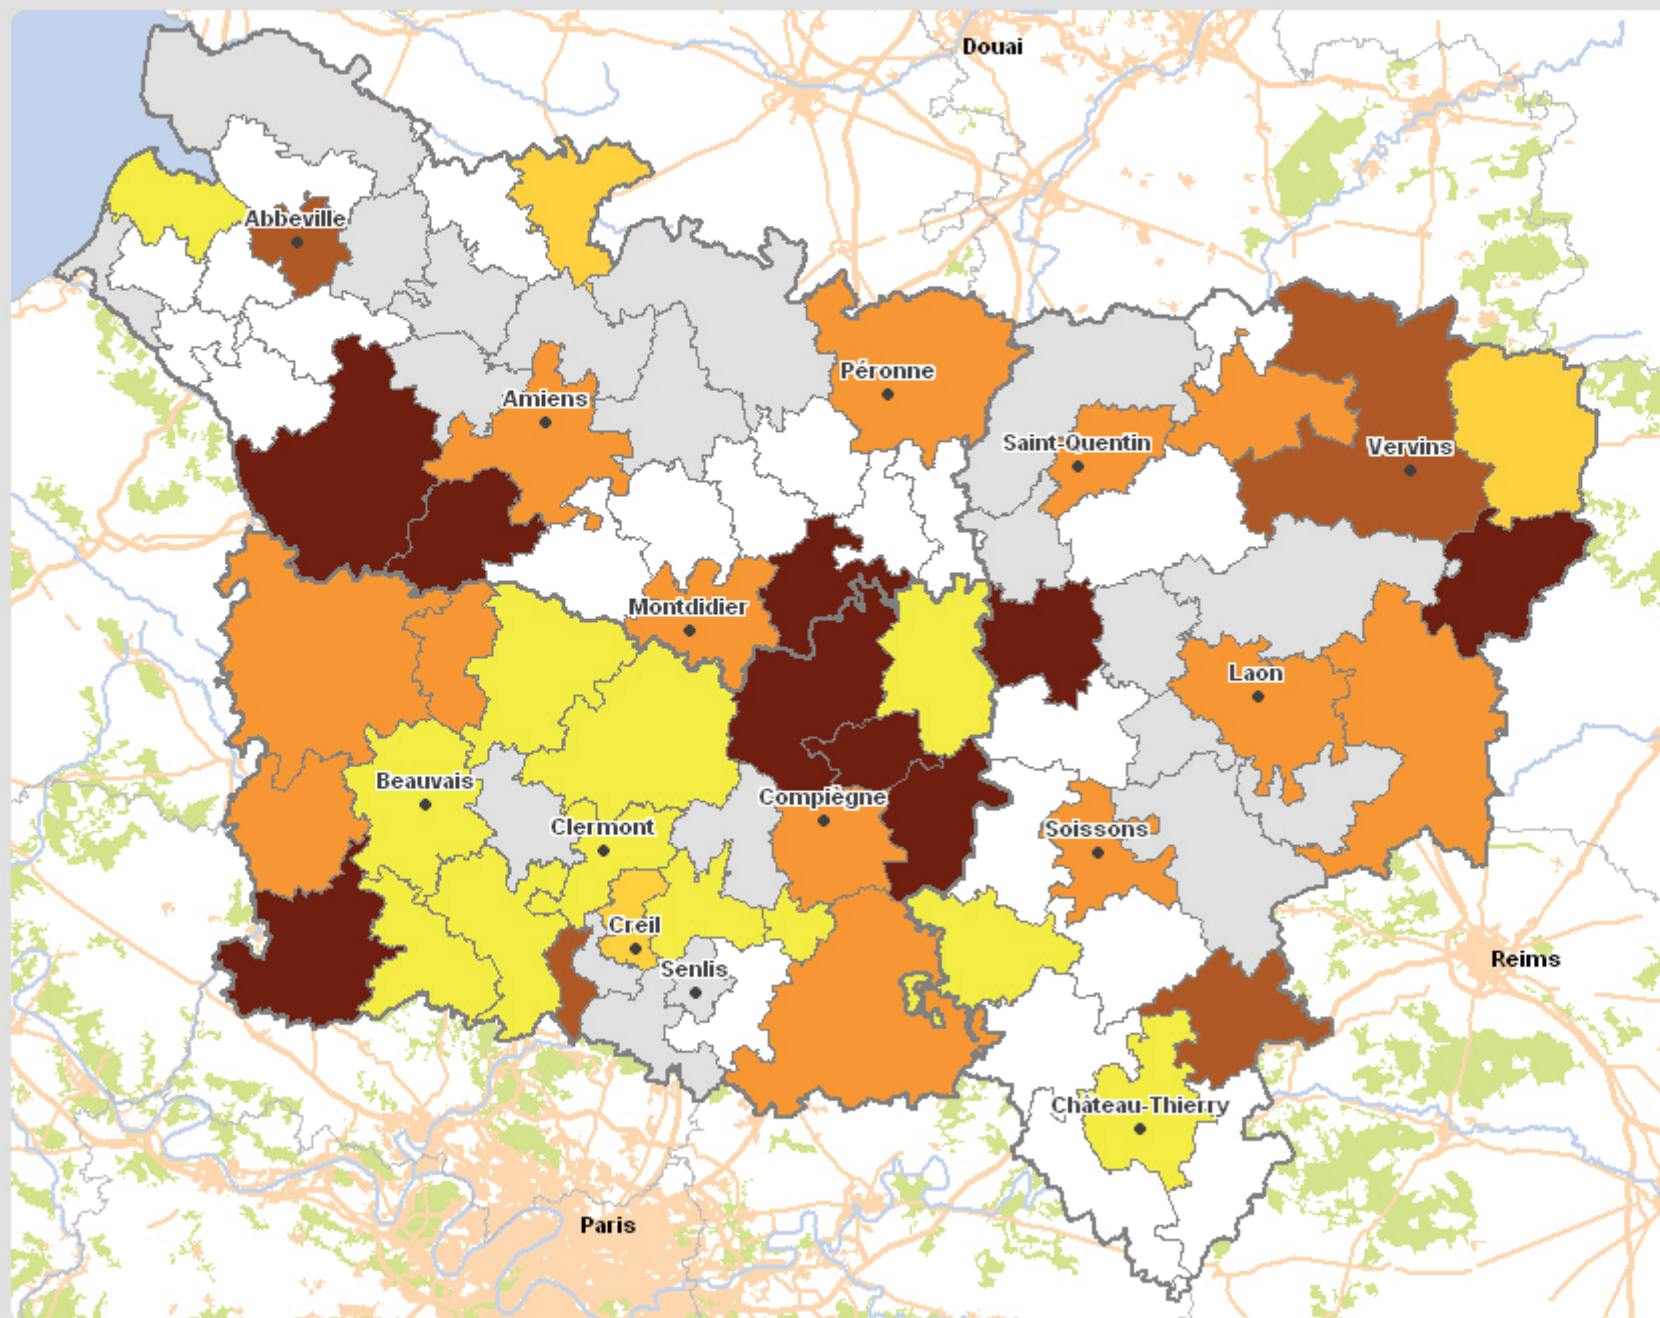 Douai
Abbeville
Péronne
Amiens
Saint-Quentin
Vervins
Montdidier
Laon
Beauvais
Compiègne
Clermont
Soissons
Creil
Senlis
Reims
Château-Thierry
Paris